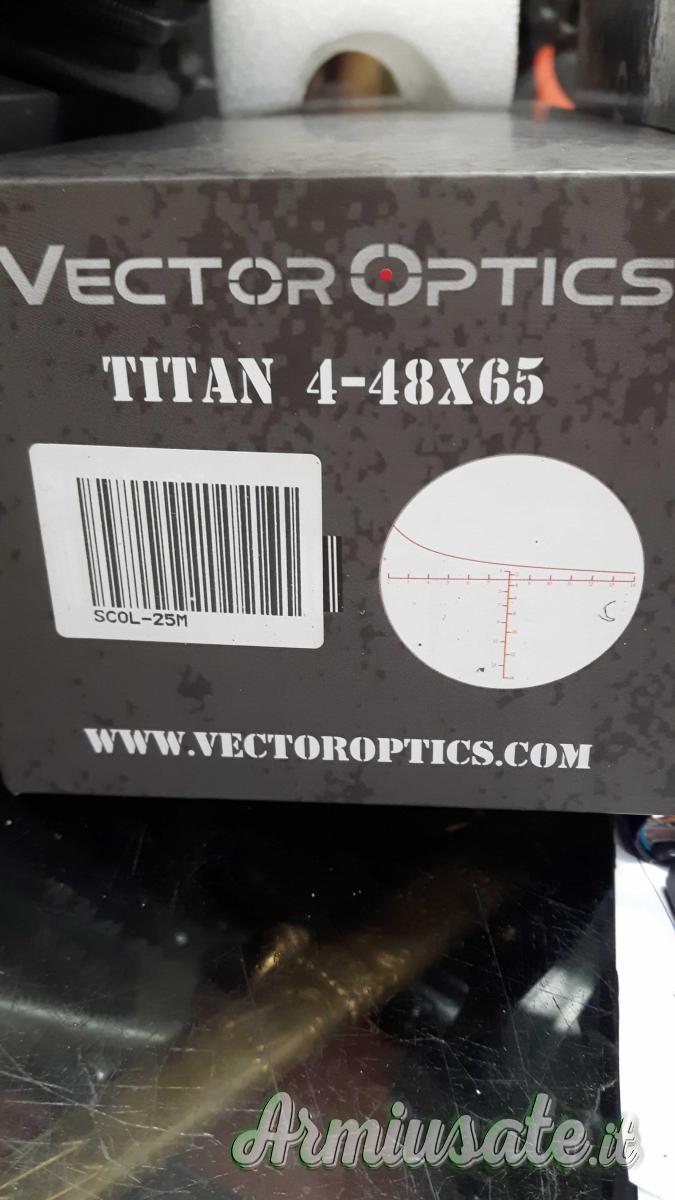 VECTOR OPTICS
TITAN 4-48X65
SCOL-25M
WWW.VECTOROPTICS.COM
Armiusate.it